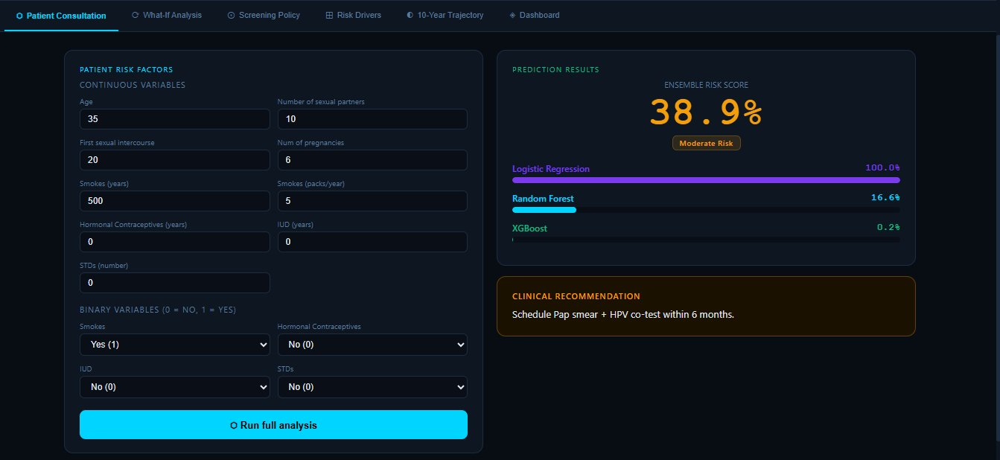 Patient Consultation What-If Analysis Screening Policy Risk Drivers 10-Year Trajectory Dashboard
PATIENT RISK FACTORS
CONTINUOUS VARIABLES
Age Number of sexual partners
35 10
First sexual intercourse Num of pregnancies
20 6
Smokes (years) Smokes (packs/year)
500 5
Hormonal Contraceptives (years) IUD (years)
0 0
STDs (number)
0
BINARY VARIABLES (0 = NO, 1 = YES)
Smokes Hormonal Contraceptives
Yes (1) No (0)
IUD STDs
No (0) No (0)
Run full analysis
PREDICTION RESULTS
ENSEMBLE RISK SCORE
38.9%
Moderate Risk
Logistic Regression 100.0%
Random Forest 16.6%
XGBoost 0.2%
CLINICAL RECOMMENDATION
Schedule Pap smear + HPV co-test within 6 months.